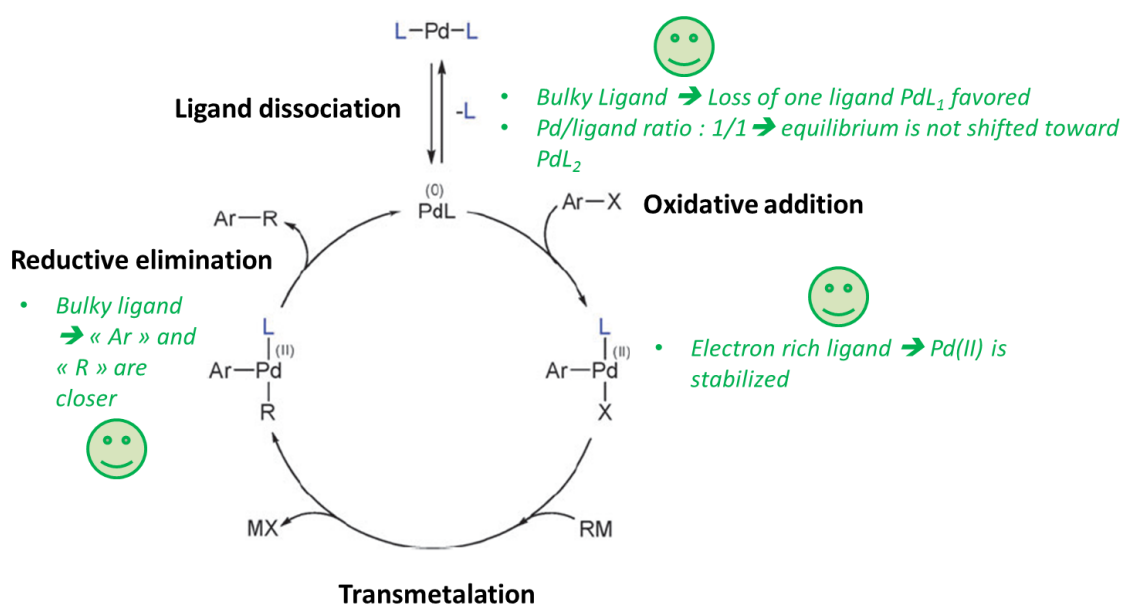 L-Pd-L
Ligand dissociation
-L
• Bulky Ligand ➔ Loss of one ligand PdL₁ favored
• Pd/ligand ratio : 1/1 ➔ equilibrium is not shifted toward
PdL₂
(0)
PdL
Ar—X
Oxidative addition
Ar—R
Reductive elimination
• Bulky ligand
➔ « Ar » and
« R » are
closer
L
(II)
Ar—Pd
R
L
(II)
Ar—Pd
X
• Electron rich ligand ➔ Pd(II) is
stabilized
MX
RM
Transmetalation